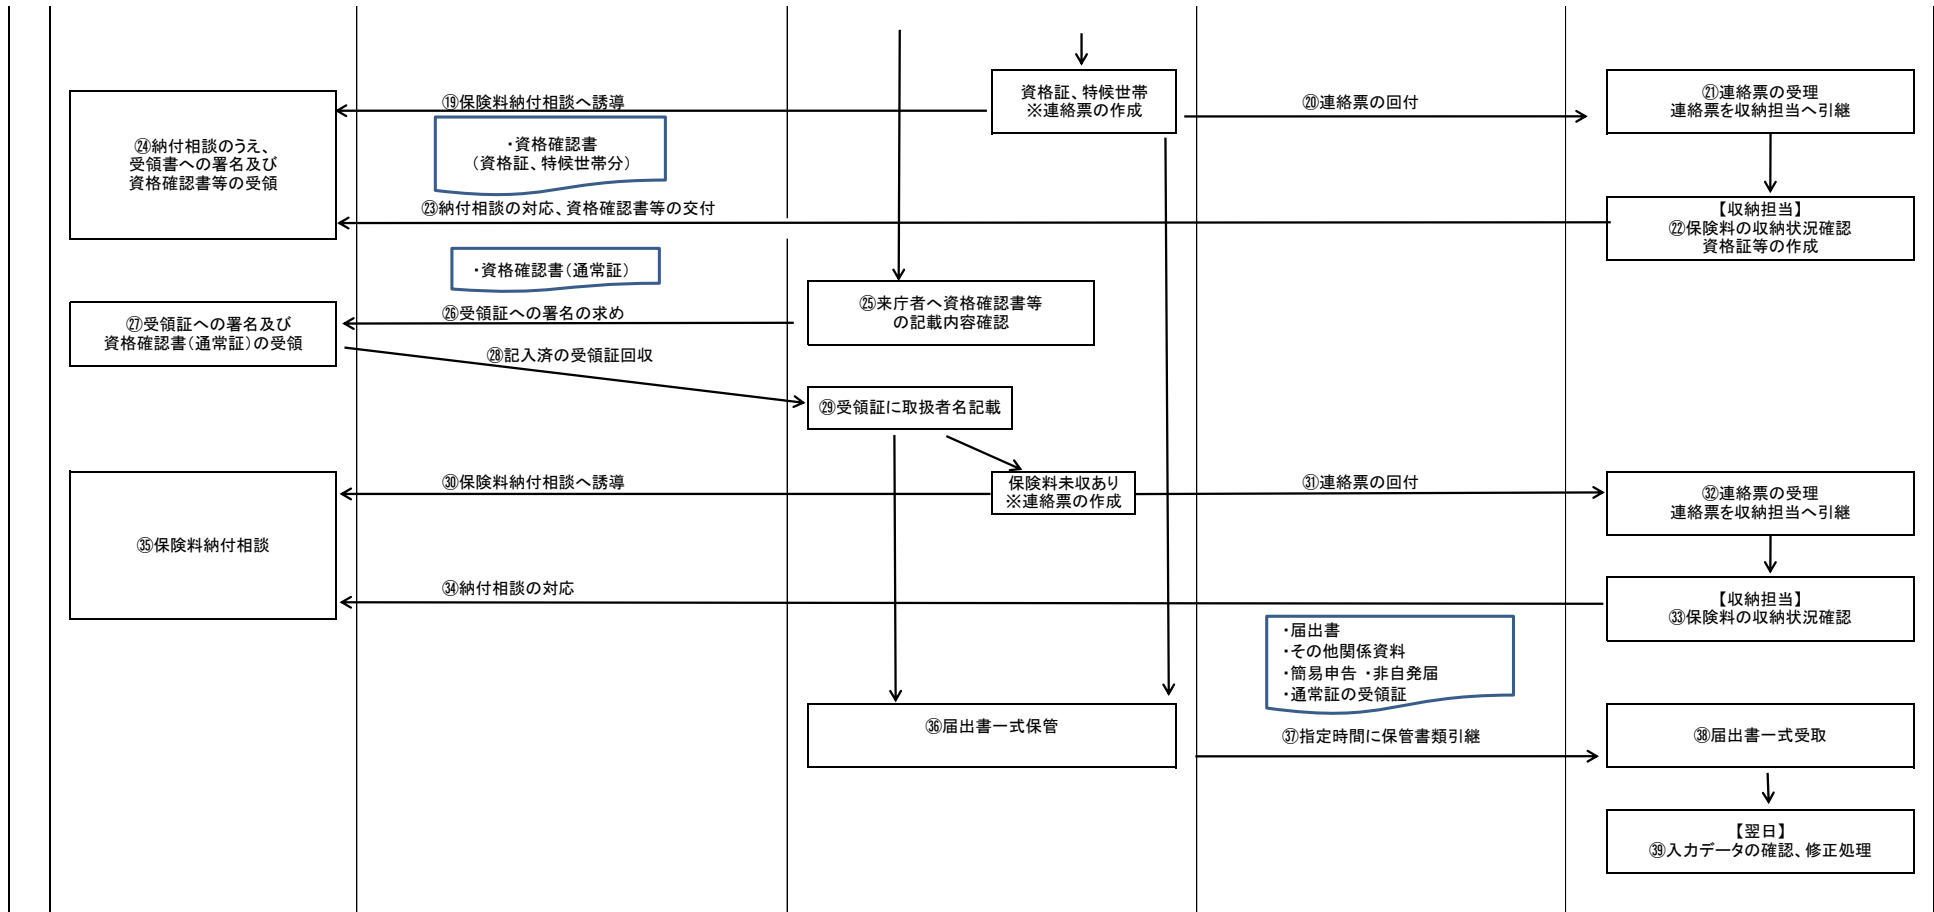 資格証、特候世帯
※連絡票の作成
⑲保険料納付相談へ誘導
⑳連絡票の回付
㉑連絡票の受理
連絡票を収納担当へ引継
・資格確認書
（資格証、特候世帯分）
㉔納付相談のうえ、
受領書への署名及び
資格確認書等の受領
㉓納付相談の対応、資格確認書等の交付
【収納担当】
㉒保険料の収納状況確認
資格証等の作成
・資格確認書（通常証）
㉕来庁者へ資格確認書等
の記載内容確認
㉖受領証への署名の求め
㉗受領証への署名及び
資格確認書（通常証）の受領
㉘記入済の受領証回収
㉙受領証に取扱者名記載
㉚保険料納付相談へ誘導
保険料未収あり
※連絡票の作成
㉛連絡票の回付
㉜連絡票の受理
連絡票を収納担当へ引継
㉟保険料納付相談
㉞納付相談の対応
【収納担当】
㉝保険料の収納状況確認
・届出書
・その他関係資料
・簡易申告 ・非自発届
・通常証の受領証
㊱届出書一式保管
㊲指定時間に保管書類引継
㊳届出書一式受取
【翌日】
㊴入力データの確認、修正処理